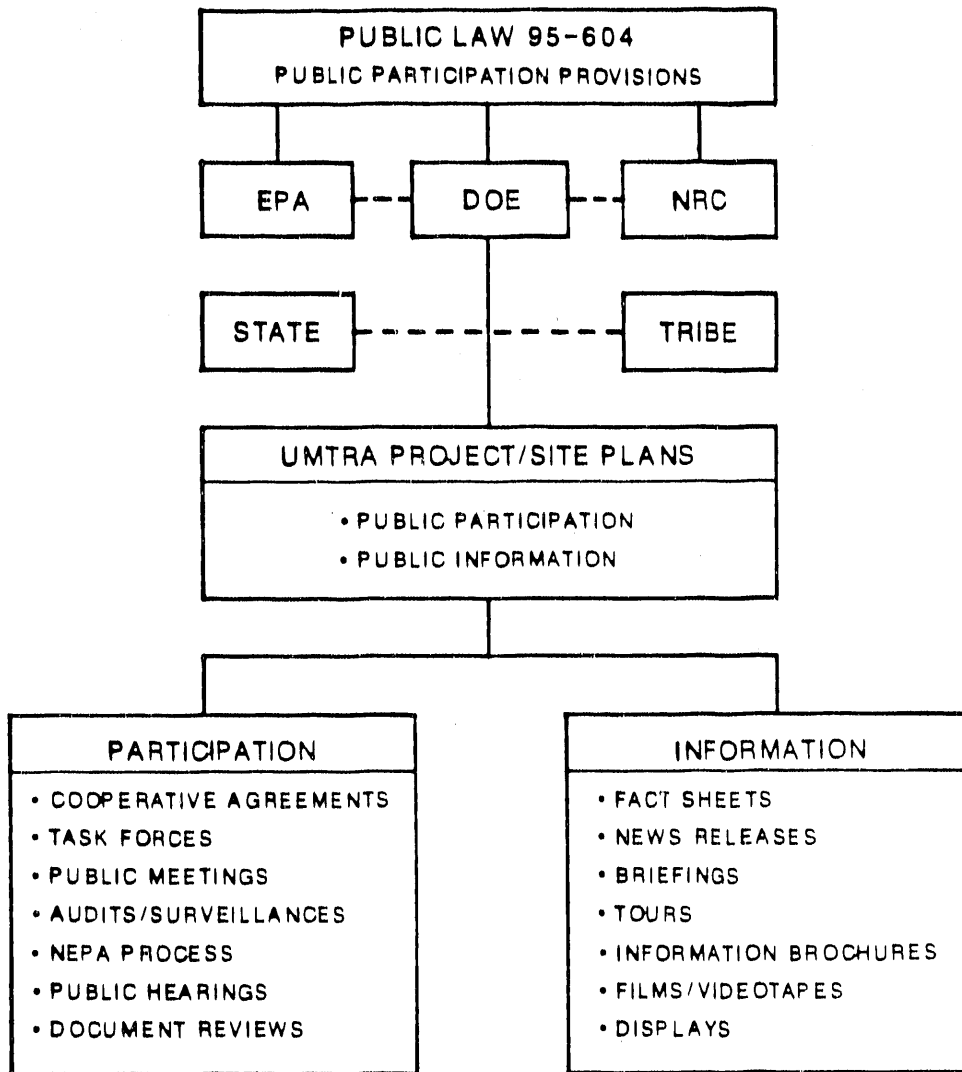 PUBLIC LAW 95-604
PUBLIC PARTICIPATION PROVISIONS
EPA
DOE
NRC
STATE
TRIBE
UMTRA PROJECT/SITE PLANS
• PUBLIC PARTICIPATION
• PUBLIC INFORMATION
PARTICIPATION
• COOPERATIVE AGREEMENTS
• TASK FORCES
• PUBLIC MEETINGS
• AUDITS/SURVEILLANCES
• NEPA PROCESS
• PUBLIC HEARINGS
• DOCUMENT REVIEWS
INFORMATION
• FACT SHEETS
• NEWS RELEASES
• BRIEFINGS
• TOURS
• INFORMATION BROCHURES
• FILMS/VIDEOTAPES
• DISPLAYS